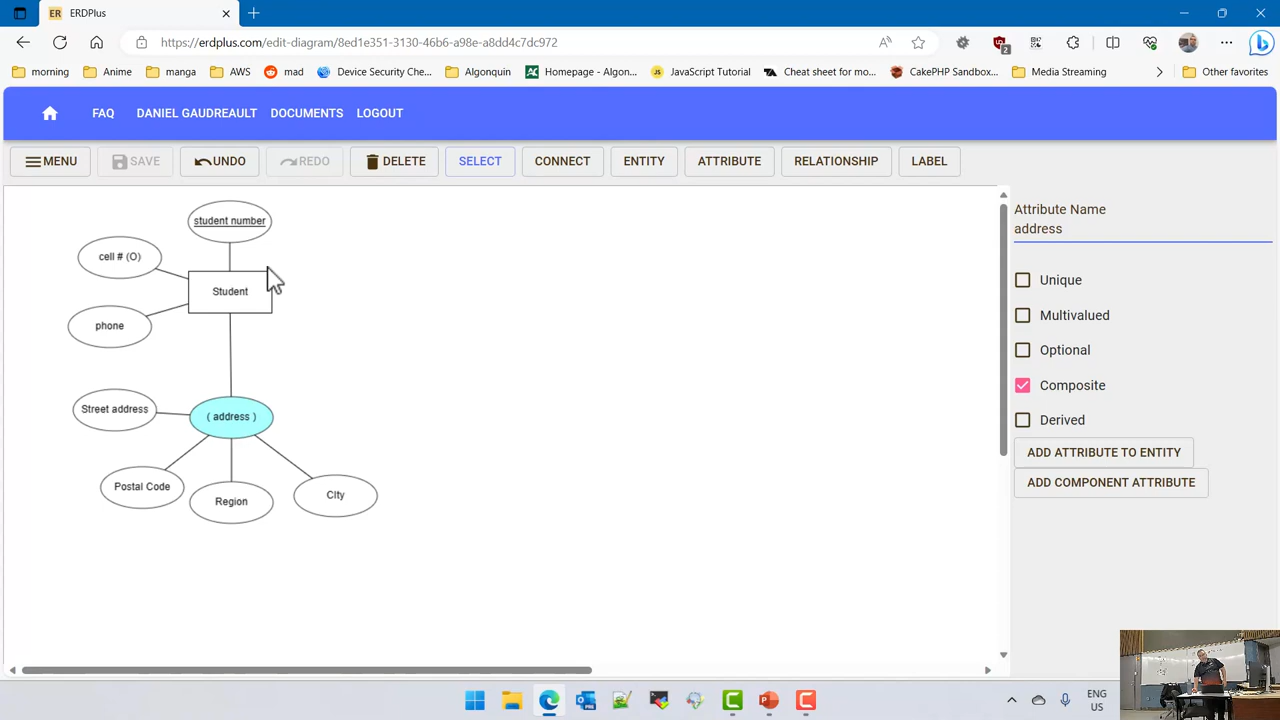 ER
ERDPlus
https://erdplus.com/edit-diagram/8ed1e351-3130-46b6-a98e-a8dd4c7dc972
2
morning
Anime
manga
AWS
mad
Device Security Che...
Algonquin
Homepage - Algon...
JS
JavaScript Tutorial
Cheat sheet for mo...
CakePHP Sandbox...
Media Streaming
Other favorites
FAQ
DANIEL GAUDREAULT
DOCUMENTS
LOGOUT
MENU
SAVE
UNDO
REDO
DELETE
SELECT
CONNECT
ENTITY
ATTRIBUTE
RELATIONSHIP
LABEL
student number
cell # (O)
Student
phone
Street address
( address )
Postal Code
Region
CIty
Attribute Name
address
Unique
Multivalued
Optional
Composite
Derived
ADD ATTRIBUTE TO ENTITY
ADD COMPONENT ATTRIBUTE
ENG
US